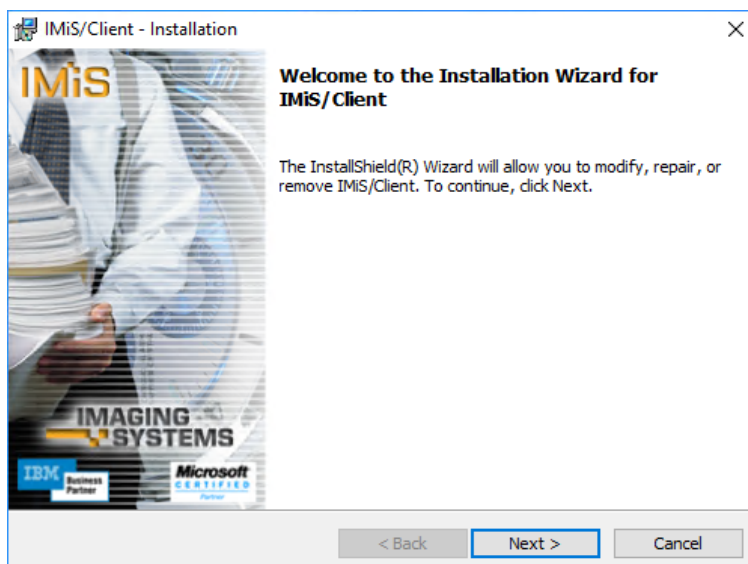 IMiS/Client - Installation
IMiS
Welcome to the Installation Wizard for
IMiS/Client
The InstallShield(R) Wizard will allow you to modify, repair, or
remove IMiS/Client. To continue, click Next.
IMAGING
SYSTEMS
IBM
Business
Partner
Microsoft
CERTIFIED
Partner
< Back
Next >
Cancel